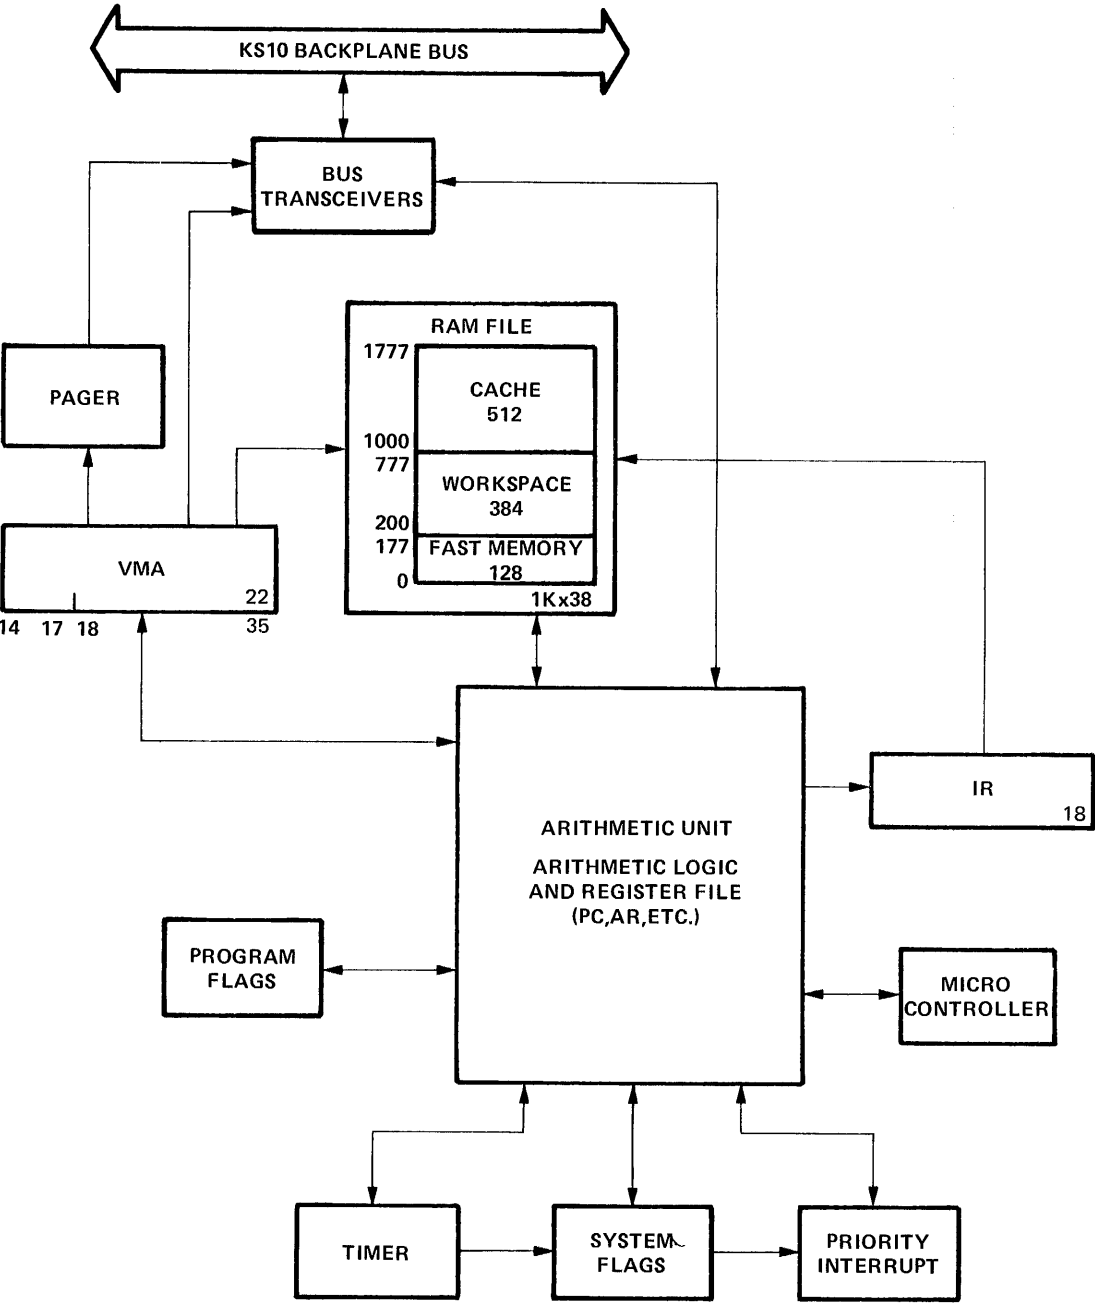 KS10 BACKPLANE BUS
BUS
TRANSCEIVERS
RAM FILE
1777
CACHE
512
1000
777
WORKSPACE
384
200
177
FAST MEMORY
128
0
1Kx38
PAGER
VMA
22
14 17 18 35
IR
18
ARITHMETIC UNIT
ARITHMETIC LOGIC
AND REGISTER FILE
(PC,AR,ETC.)
PROGRAM
FLAGS
MICRO
CONTROLLER
TIMER
SYSTEM
FLAGS
PRIORITY
INTERRUPT